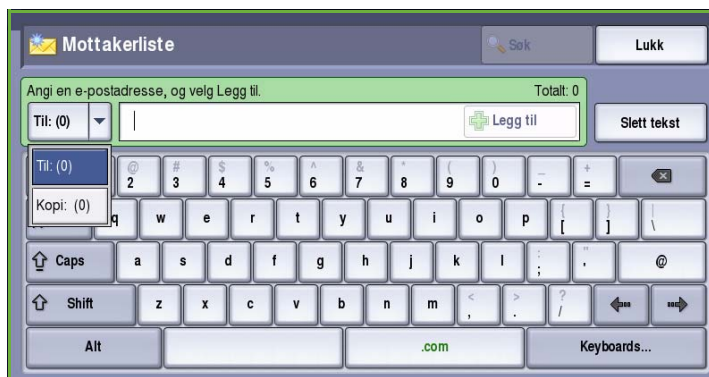 Mottakerliste
Søk
Lukk
Angi en e-postadresse, og velg Legg til.
Totalt: 0
Til: (0)
Legg til
Slett tekst
Til: (0)
Kopi: (0)
@ # $ % ^ & * ( ) _ +
2 3 4 5 6 7 8 9 0 - =
q w e r t y u i o p { [ } ] | \
Caps a s d f g h j k l : ; " ' @
Shift z x c v b n m < , > . ? /
Alt .com Keyboards...